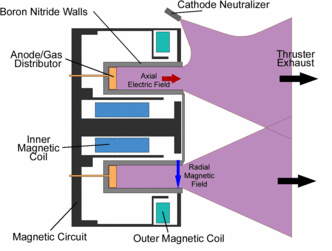 Cathode Neutralizer
Boron Nitride Walls
Anode/Gas
Distributor
Axial
Electric Field
Thruster
Exhaust
Inner
Magnetic
Coil
Radial
Magnetic
Field
Magnetic Circuit
Outer Magnetic Coil